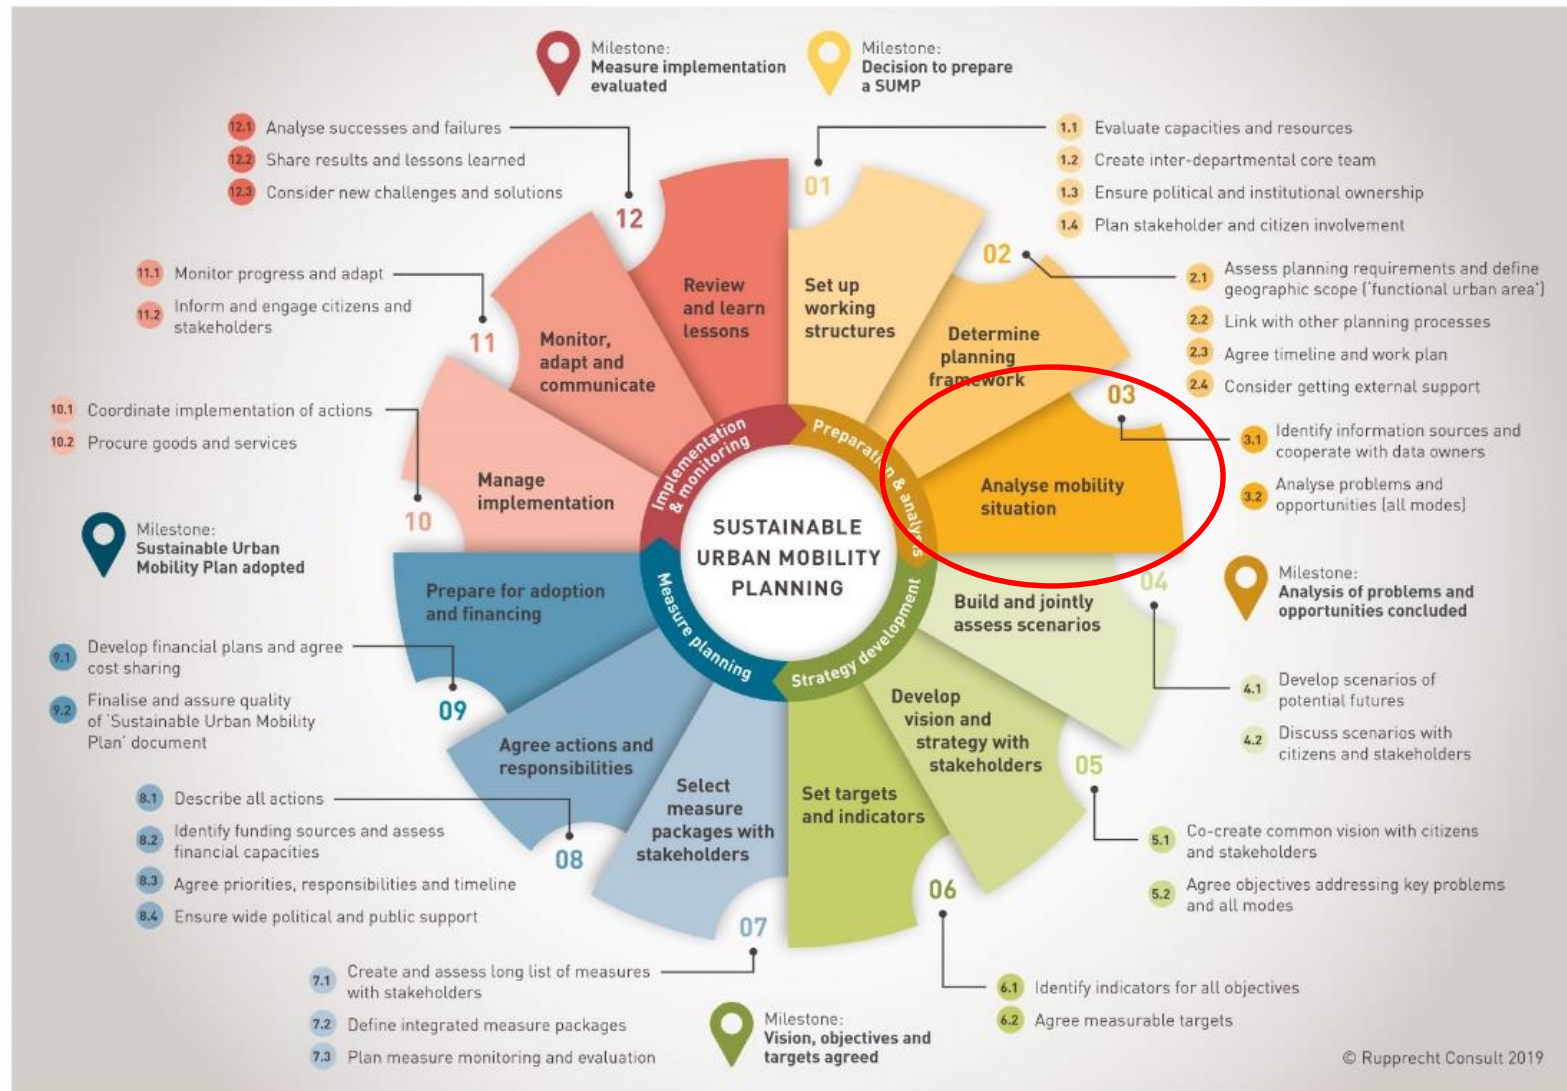 Milestone:
Measure implementation
evaluated
Milestone:
Decision to prepare
a SUMP
12.1 Analyse successes and failures
12.2 Share results and lessons learned
12.3 Consider new challenges and solutions
1.1 Evaluate capacities and resources
1.2 Create inter-departmental core team
1.3 Ensure political and institutional ownership
1.4 Plan stakeholder and citizen involvement
11.1 Monitor progress and adapt
11.2 Inform and engage citizens and
stakeholders
2.1 Assess planning requirements and define
geographic scope ('functional urban area')
2.2 Link with other planning processes
2.3 Agree timeline and work plan
2.4 Consider getting external support
10.1 Coordinate implementation of actions
10.2 Procure goods and services
3.1 Identify information sources and
cooperate with data owners
3.2 Analyse problems and
opportunities (all modes)
Milestone:
Sustainable Urban
Mobility Plan adopted
Milestone:
Analysis of problems and
opportunities concluded
01
Set up
working
structures
02
Determine
planning
framework
03
Analyse mobility
situation
04
Build and jointly
assess scenarios
05
Develop
vision and
strategy with
stakeholders
06
Set targets
and indicators
07
Select
measure
packages with
stakeholders
08
Agree actions and
responsibilities
09
Prepare for adoption
and financing
10
Manage
implementation
11
Monitor,
adapt and
communicate
12
Review
and learn
lessons
Preparation & analysis
Strategy development
Measure planning
Implementation
& monitoring
SUSTAINABLE
URBAN MOBILITY
PLANNING
9.1 Develop financial plans and agree
cost sharing
9.2 Finalise and assure quality
of 'Sustainable Urban Mobility
Plan' document
4.1 Develop scenarios of
potential futures
4.2 Discuss scenarios with
citizens and stakeholders
8.1 Describe all actions
8.2 Identify funding sources and assess
financial capacities
8.3 Agree priorities, responsibilities and timeline
8.4 Ensure wide political and public support
5.1 Co-create common vision with citizens
and stakeholders
5.2 Agree objectives addressing key problems
and all modes
7.1 Create and assess long list of measures
with stakeholders
7.2 Define integrated measure packages
7.3 Plan measure monitoring and evaluation
Milestone:
Vision, objectives and
targets agreed
6.1 Identify indicators for all objectives
6.2 Agree measurable targets
© Rupprecht Consult 2019